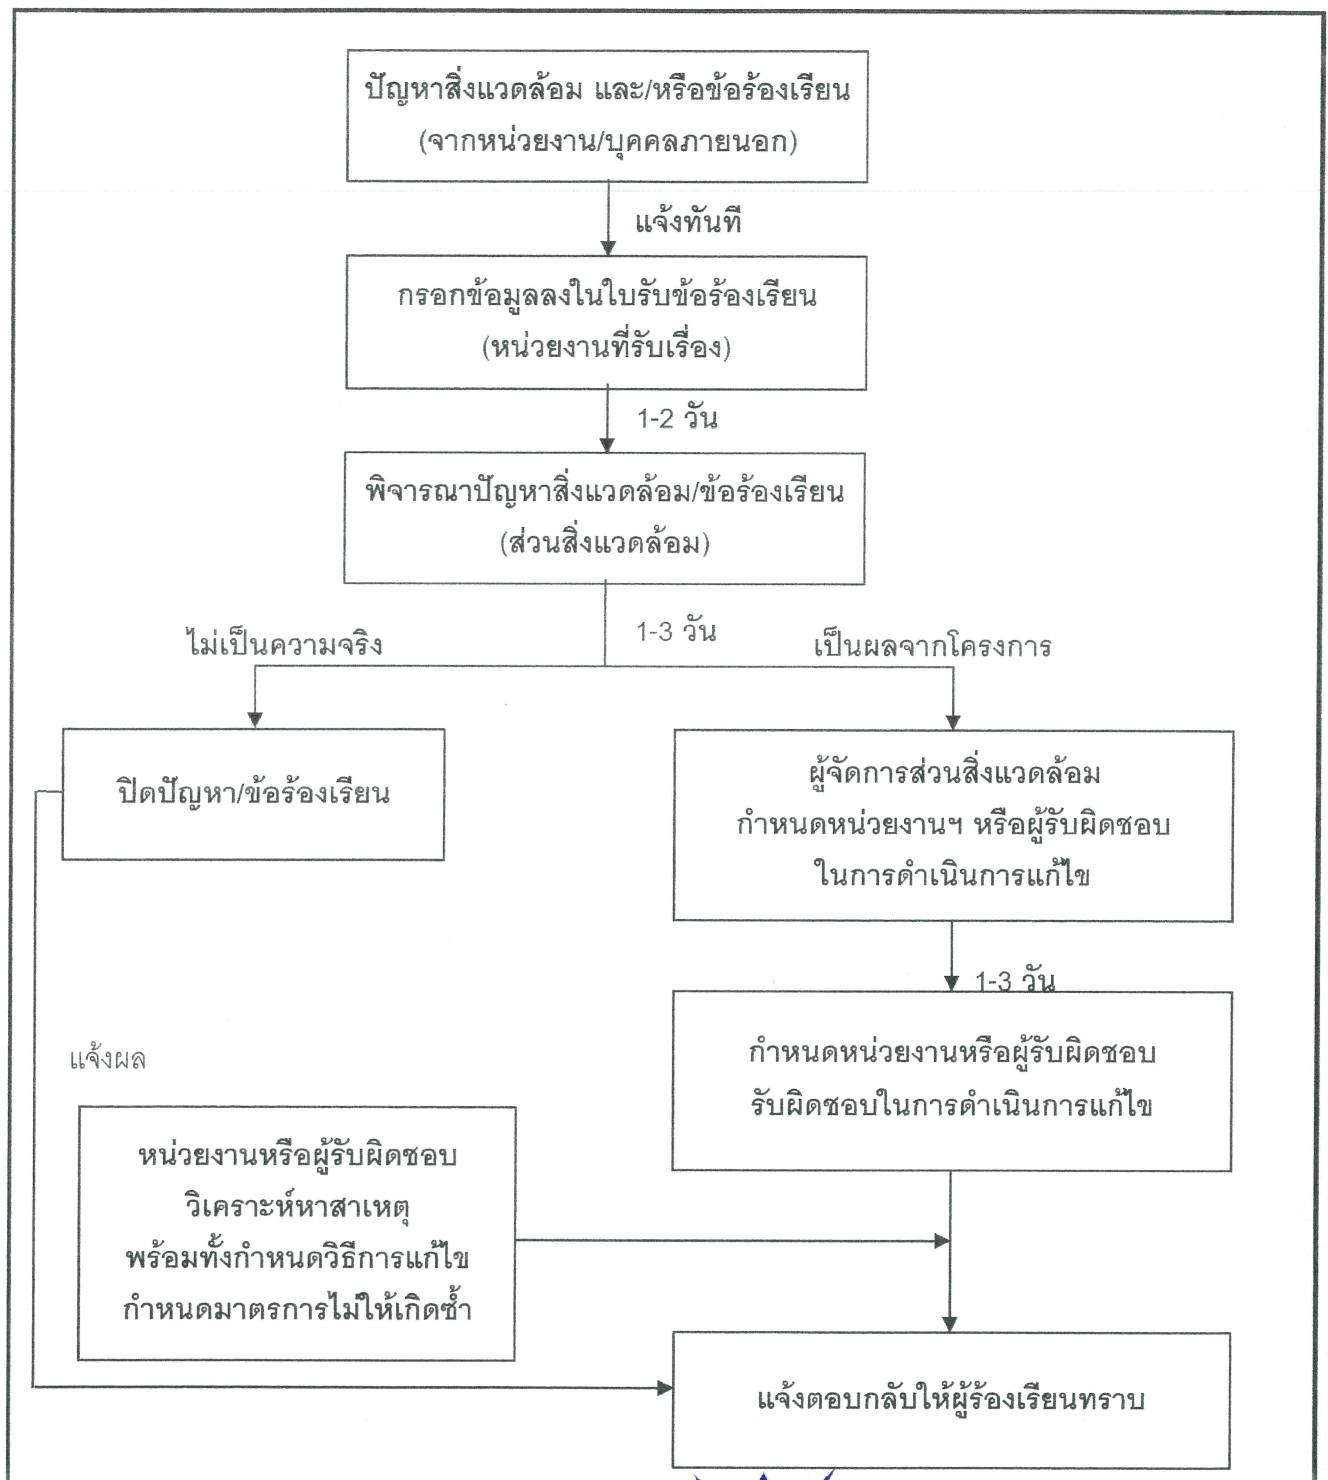 ปัญหาสิ่งแวดล้อม และ/หรือข้อร้องเรียน
(จากหน่วยงาน/บุคคลภายนอก)
แจ้งทันที
กรอกข้อมูลลงในใบรับข้อร้องเรียน
(หน่วยงานที่รับเรื่อง)
1-2 วัน
พิจารณาปัญหาสิ่งแวดล้อม/ข้อร้องเรียน
(ส่วนสิ่งแวดล้อม)
1-3 วัน
ไม่เป็นความจริง
เป็นผลจากโครงการ
ปิดปัญหา/ข้อร้องเรียน
ผู้จัดการส่วนสิ่งแวดล้อม
กำหนดหน่วยงานฯ หรือผู้รับผิดชอบ
ในการดำเนินการแก้ไข
1-3 วัน
กำหนดหน่วยงานหรือผู้รับผิดชอบ
รับผิดชอบในการดำเนินการแก้ไข
แจ้งผล
หน่วยงานหรือผู้รับผิดชอบ
วิเคราะห์หาสาเหตุ
พร้อมทั้งกำหนดวิธีการแก้ไข
กำหนดมาตรการไม่ให้เกิดซ้ำ
แจ้งตอบกลับให้ผู้ร้องเรียนทราบ